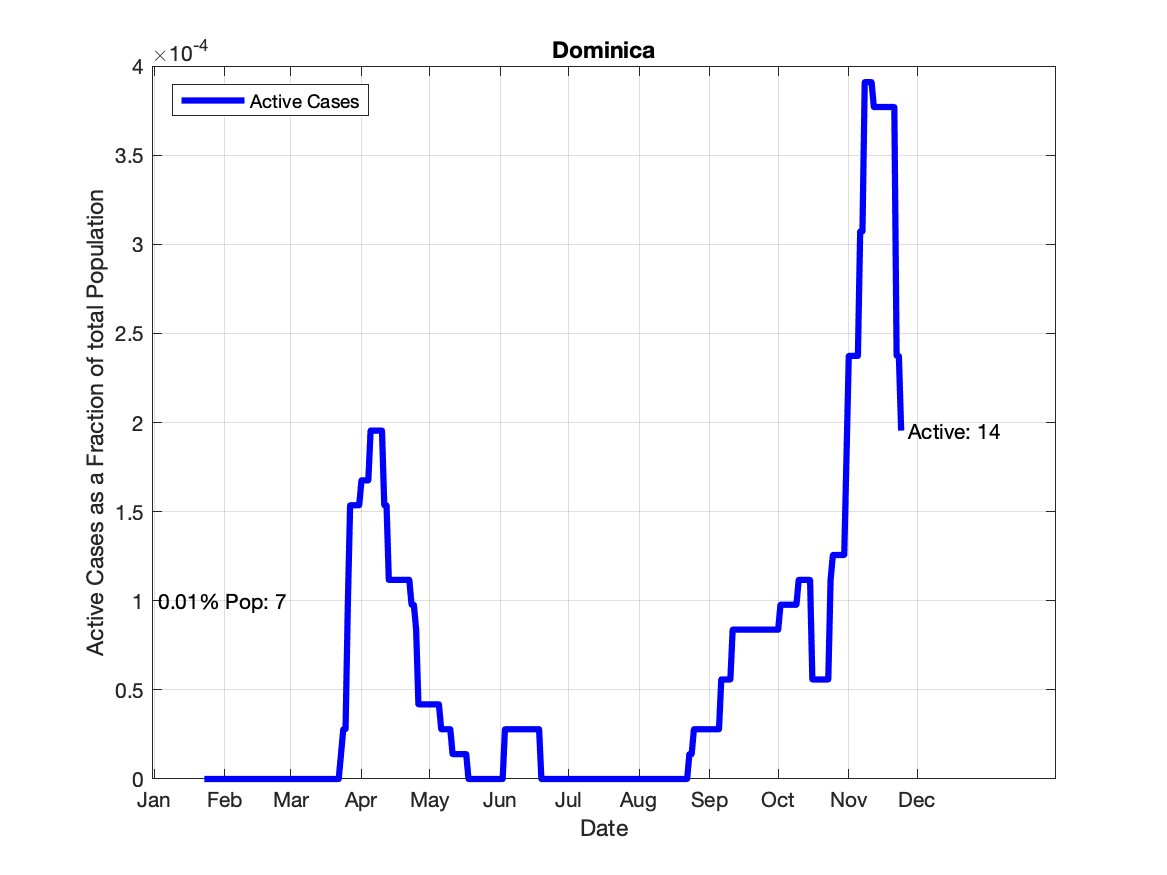 Dominica
×10-4
Active Cases
4
3.5
3
2.5
2
1.5
1
0.5
0
Active Cases as a Fraction of total Population
0.01% Pop: 7
Active: 14
Jan Feb Mar Apr May Jun Jul Aug Sep Oct Nov Dec
Date